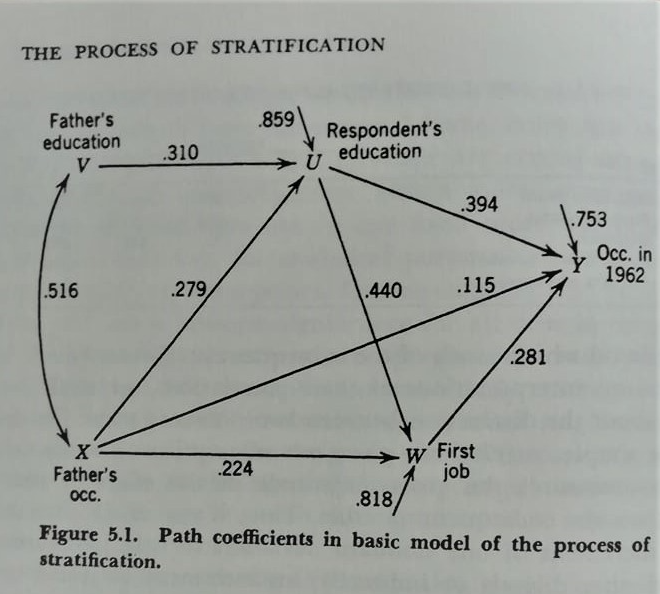 THE PROCESS OF STRATIFICATION
Father's
education
V
.310
.859
U
Respondent's
education
.394
.753
Y
Occ. in
1962
.516
.279
.440
.115
.281
X
Father's
occ.
.224
W
First
job
.818
Figure 5.1. Path coefficients in basic model of the process of
stratification.